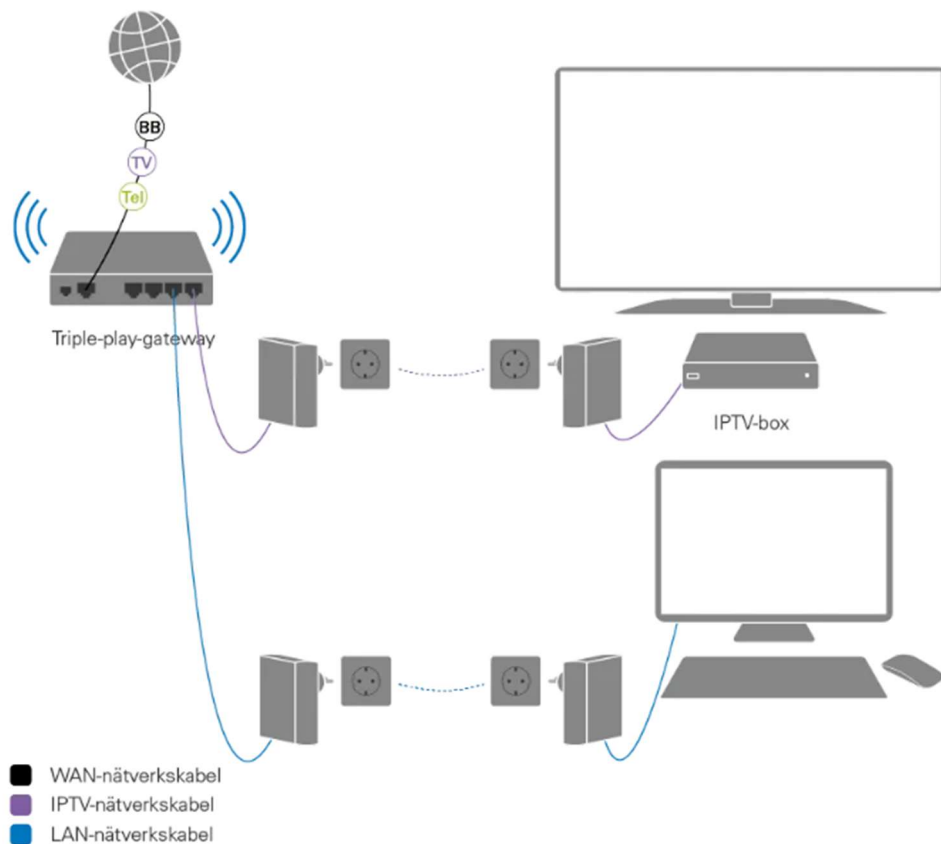 BB
TV
Tel
Triple-play-gateway
IPTV-box
WAN-nätverkskabel
IPTV-nätverkskabel
LAN-nätverkskabel